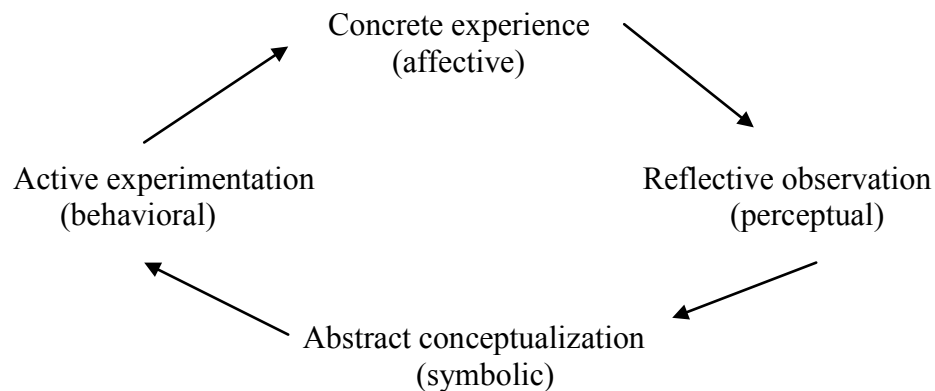 Concrete experience
(affective)
Active experimentation
(behavioral)
Reflective observation
(perceptual)
Abstract conceptualization
(symbolic)